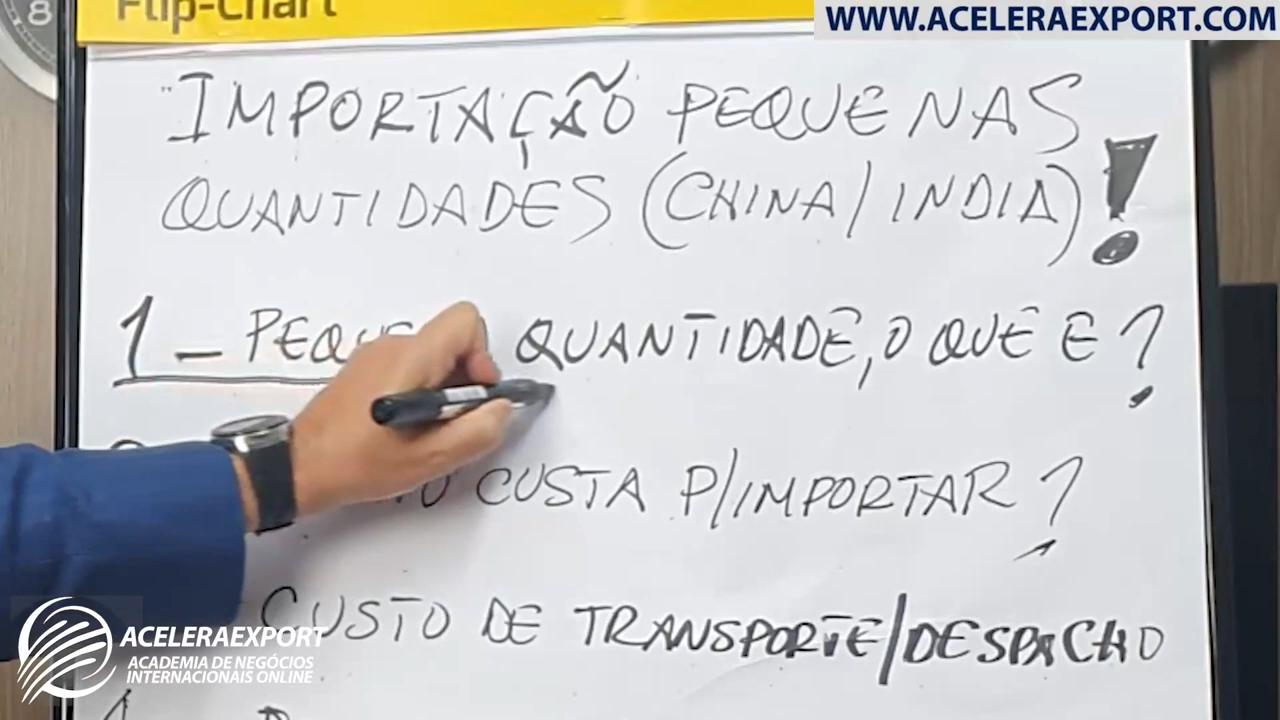 Flip-Chart
WWW.ACELERAEXPORT.COM
8
"IMPORTAÇÃO PEQUENAS
QUANTIDADES (CHINA/INDIA)!
1 - QUANTIDADE, O QUE E ?
CUSTA P/IMPORTAR ?
CUSTO DE TRANSPORTE/DESPACHO
ACELERAEXPORT
ACADEMIA DE NEGÓCIOS
INTERNACIONAIS ONLINE